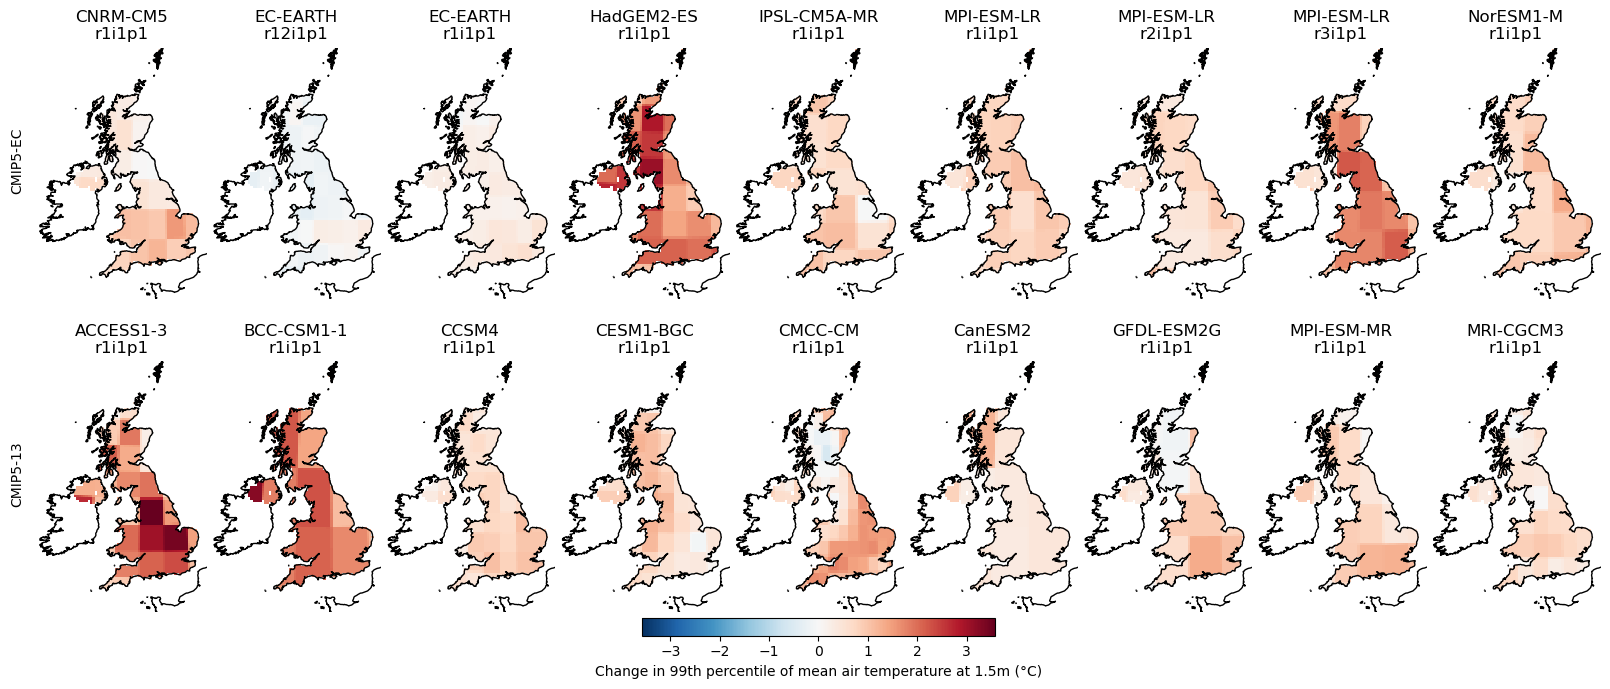 CNRM-CM5
r1i1p1
EC-EARTH
r12i1p1
EC-EARTH
r1i1p1
HadGEM2-ES
r1i1p1
IPSL-CM5A-MR
r1i1p1
MPI-ESM-LR
r1i1p1
MPI-ESM-LR
r2i1p1
MPI-ESM-LR
r3i1p1
NorESM1-M
r1i1p1
CMIP5-EC
ACCESS1-3
r1i1p1
BCC-CSM1-1
r1i1p1
CCSM4
r1i1p1
CESM1-BGC
r1i1p1
CMCC-CM
r1i1p1
CanESM2
r1i1p1
GFDL-ESM2G
r1i1p1
MPI-ESM-MR
r1i1p1
MRI-CGCM3
r1i1p1
CMIP5-13
−3 −2 −1 0 1 2 3
Change in 99th percentile of mean air temperature at 1.5m (°C)